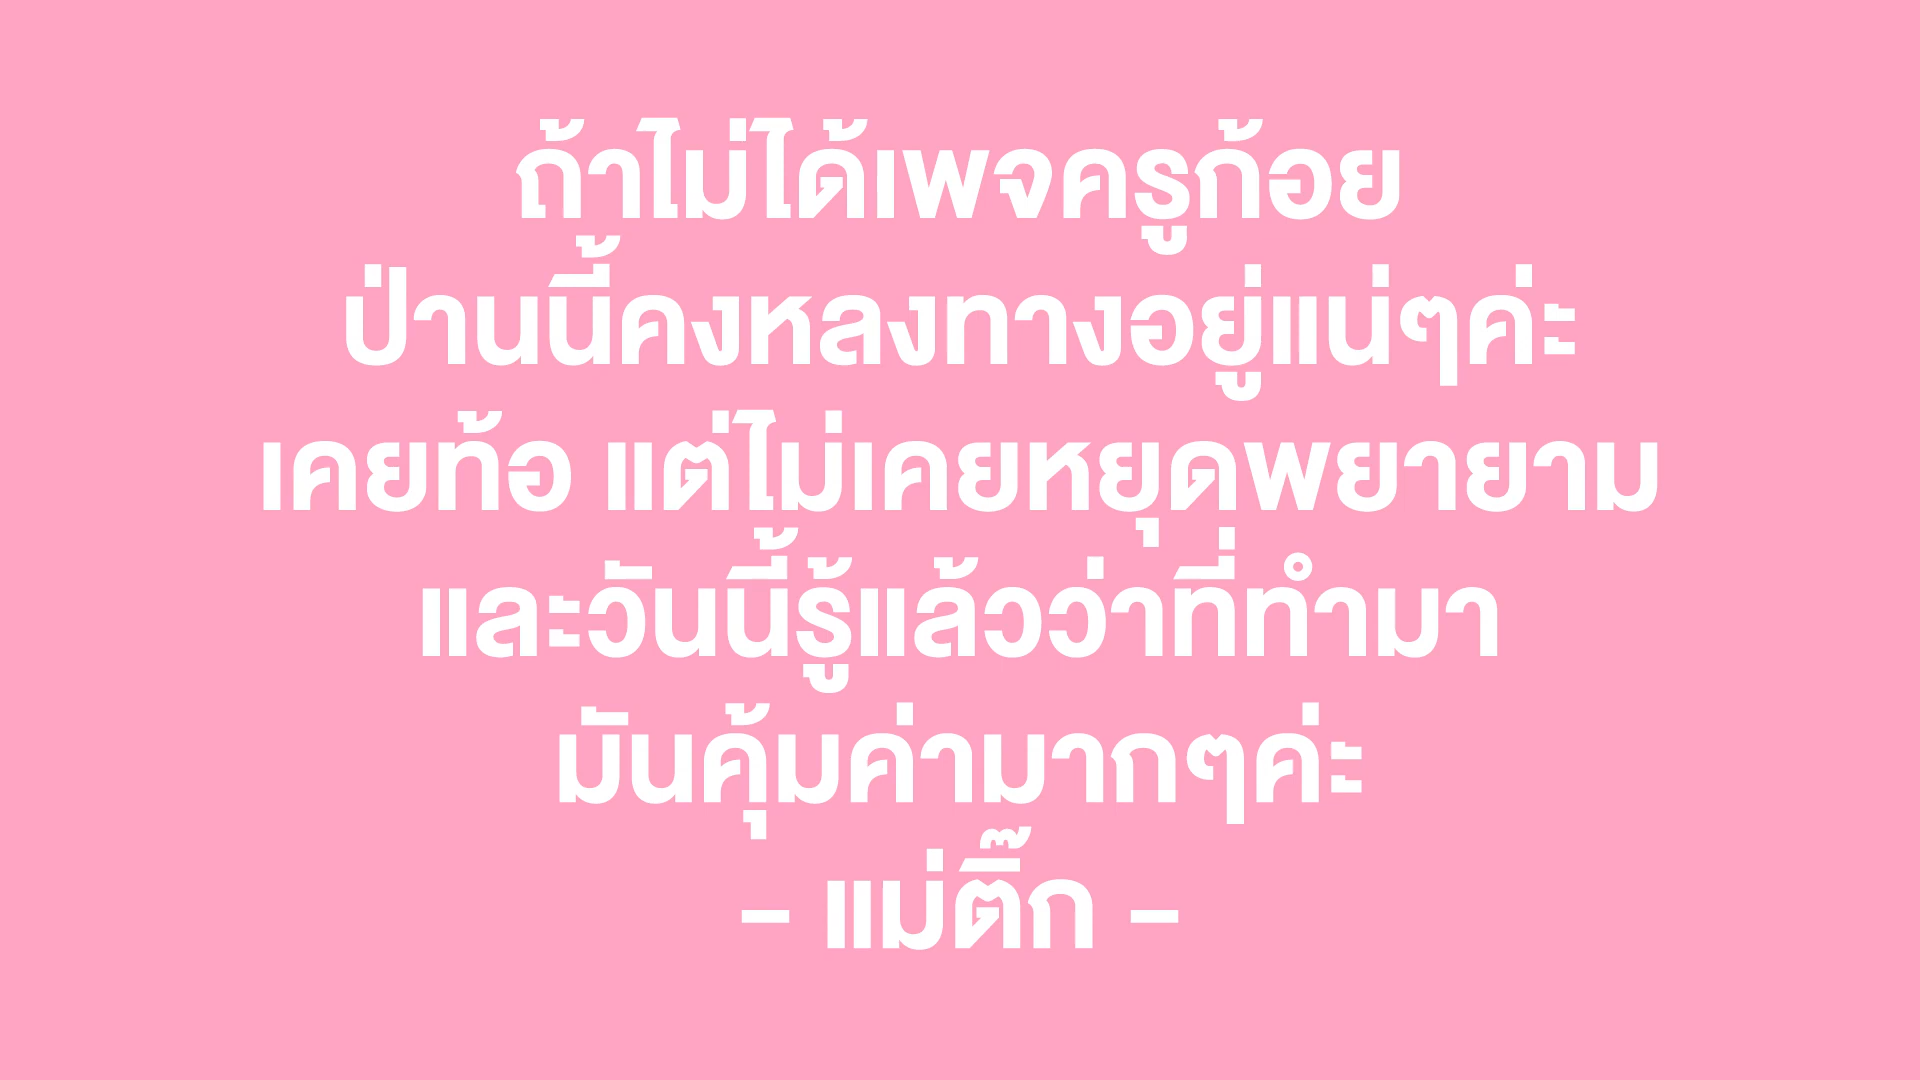 ถ้าไม่ได้เพจครูก้อย
ป่านนี้คงหลงทางอยู่แน่ๆค่ะ
เคยท้อ แต่ไม่เคยหยุดพยายาม
และวันนี้รู้แล้วว่าที่ทำมา
มันคุ้มค่ามากๆค่ะ
– แม่ติ๊ก –